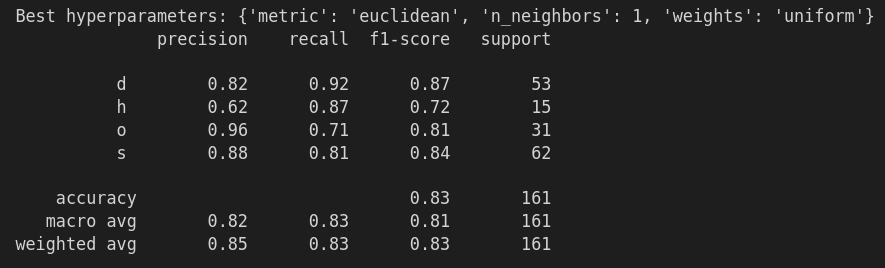 Best hyperparameters: {'metric': 'euclidean', 'n_neighbors': 1, 'weights': 'uniform'}
precision recall f1-score support
d 0.82 0.92 0.87 53
h 0.62 0.87 0.72 15
o 0.96 0.71 0.81 31
s 0.88 0.81 0.84 62
accuracy 0.83 161
macro avg 0.82 0.83 0.81 161
weighted avg 0.85 0.83 0.83 161